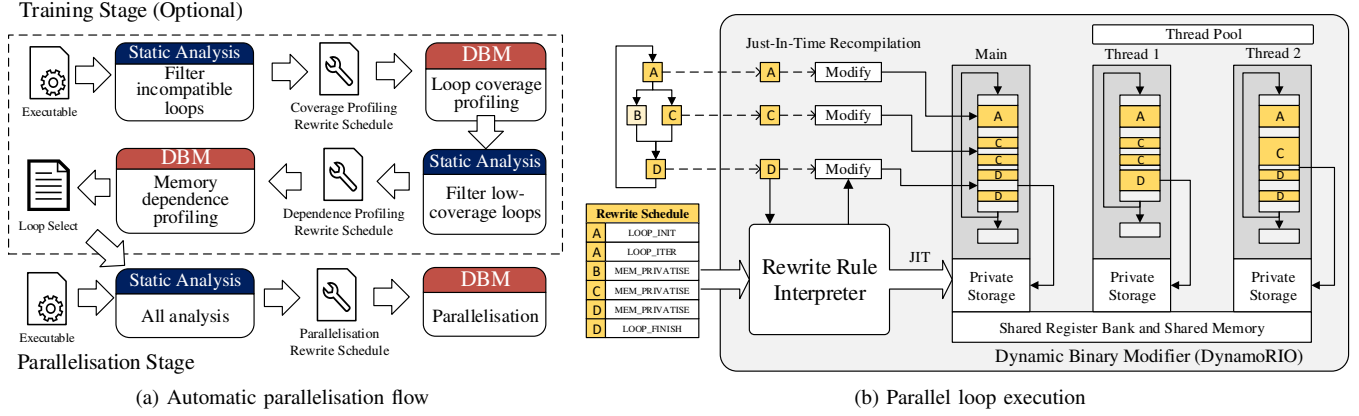 Training Stage (Optional)
Executable
Static Analysis
Filter
incompatible
loops
Coverage Profiling
Rewrite Schedule
DBM
Loop coverage
profiling
Loop Select
DBM
Memory
dependence
profiling
Dependence Profiling
Rewrite Schedule
Static Analysis
Filter low-
coverage loops
Executable
Static Analysis
All analysis
Parallelisation
Rewrite Schedule
DBM
Parallelisation
Parallelisation Stage
(a) Automatic parallelisation flow
A
B
C
D
Rewrite Schedule
A LOOP_INIT
A LOOP_ITER
B MEM_PRIVATISE
C MEM_PRIVATISE
D MEM_PRIVATISE
D LOOP_FINISH
Just-In-Time Recompilation
A Modify
C Modify
D Modify
Rewrite Rule
Interpreter
JIT
Thread Pool
Main
A
C
C
D
D
Private
Storage
Thread 1
A
C
C
D
D
Private
Storage
Thread 2
A
C
D
D
Private
Storage
Shared Register Bank and Shared Memory
Dynamic Binary Modifier (DynamoRIO)
(b) Parallel loop execution